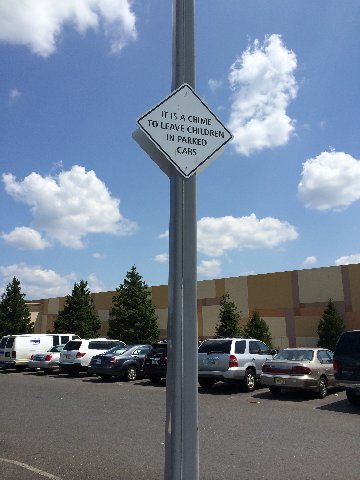 IT IS A CRIME
TO LEAVE CHILDREN
IN PARKED
CARS